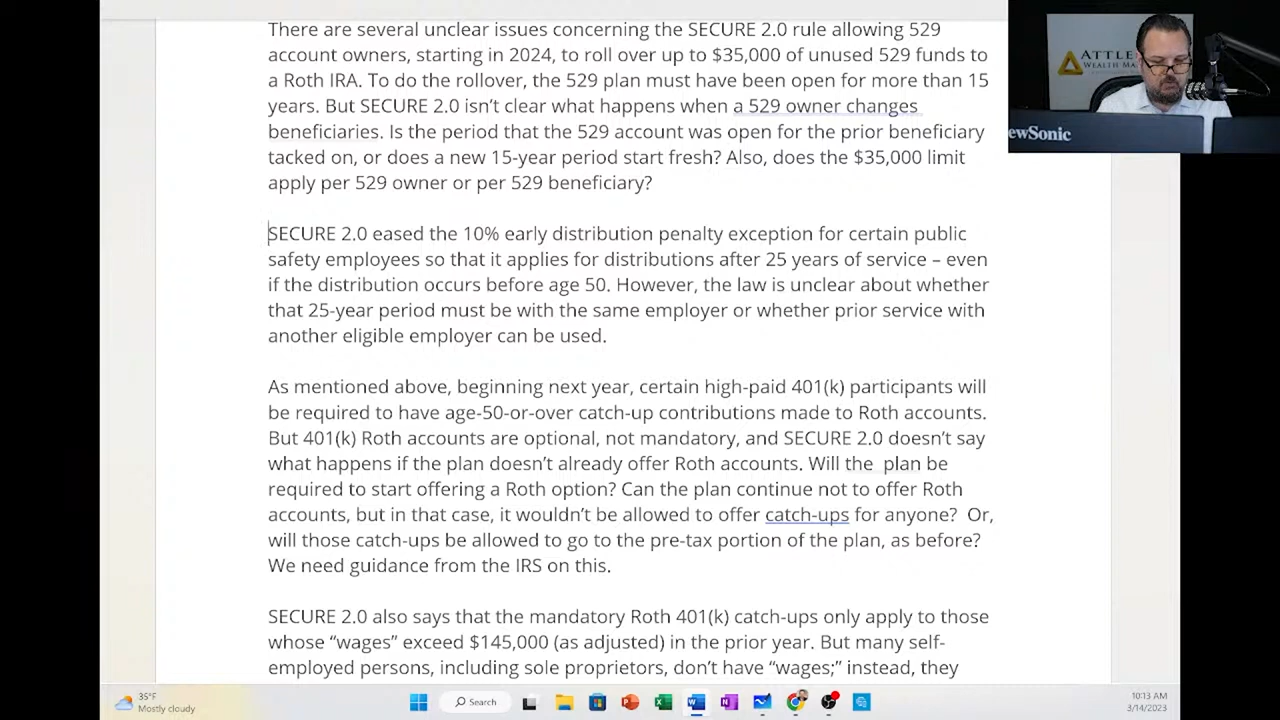 There are several unclear issues concerning the SECURE 2.0 rule allowing 529
account owners, starting in 2024, to roll over up to $35,000 of unused 529 funds to
a Roth IRA. To do the rollover, the 529 plan must have been open for more than 15
years. But SECURE 2.0 isn’t clear what happens when a 529 owner changes
beneficiaries. Is the period that the 529 account was open for the prior beneficiary
tacked on, or does a new 15-year period start fresh? Also, does the $35,000 limit
apply per 529 owner or per 529 beneficiary?
SECURE 2.0 eased the 10% early distribution penalty exception for certain public
safety employees so that it applies for distributions after 25 years of service – even
if the distribution occurs before age 50. However, the law is unclear about whether
that 25-year period must be with the same employer or whether prior service with
another eligible employer can be used.
As mentioned above, beginning next year, certain high-paid 401(k) participants will
be required to have age-50-or-over catch-up contributions made to Roth accounts.
But 401(k) Roth accounts are optional, not mandatory, and SECURE 2.0 doesn’t say
what happens if the plan doesn’t already offer Roth accounts. Will the  plan be
required to start offering a Roth option? Can the plan continue not to offer Roth
accounts, but in that case, it wouldn’t be allowed to offer catch-ups for anyone?  Or,
will those catch-ups be allowed to go to the pre-tax portion of the plan, as before?
We need guidance from the IRS on this.
SECURE 2.0 also says that the mandatory Roth 401(k) catch-ups only apply to those
whose “wages” exceed $145,000 (as adjusted) in the prior year. But many self-
employed persons, including sole proprietors, don’t have “wages;” instead, they
ATTLE
WEALTH MA
ewSonic
35°F
Mostly cloudy
Search
10:13 AM
3/14/2023